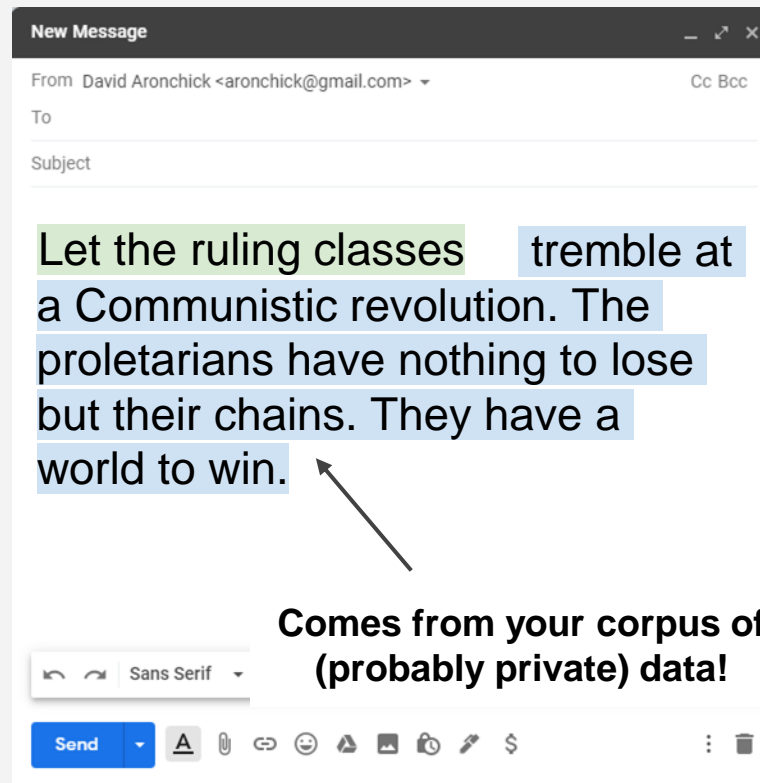 New Message
From David Aronchick <aronchick@gmail.com> Cc Bcc
To
Subject
Let the ruling classes tremble at
a Communistic revolution. The
proletarians have nothing to lose
but their chains. They have a
world to win.
Comes from your corpus of
(probably private) data!
Sans Serif
Send A $